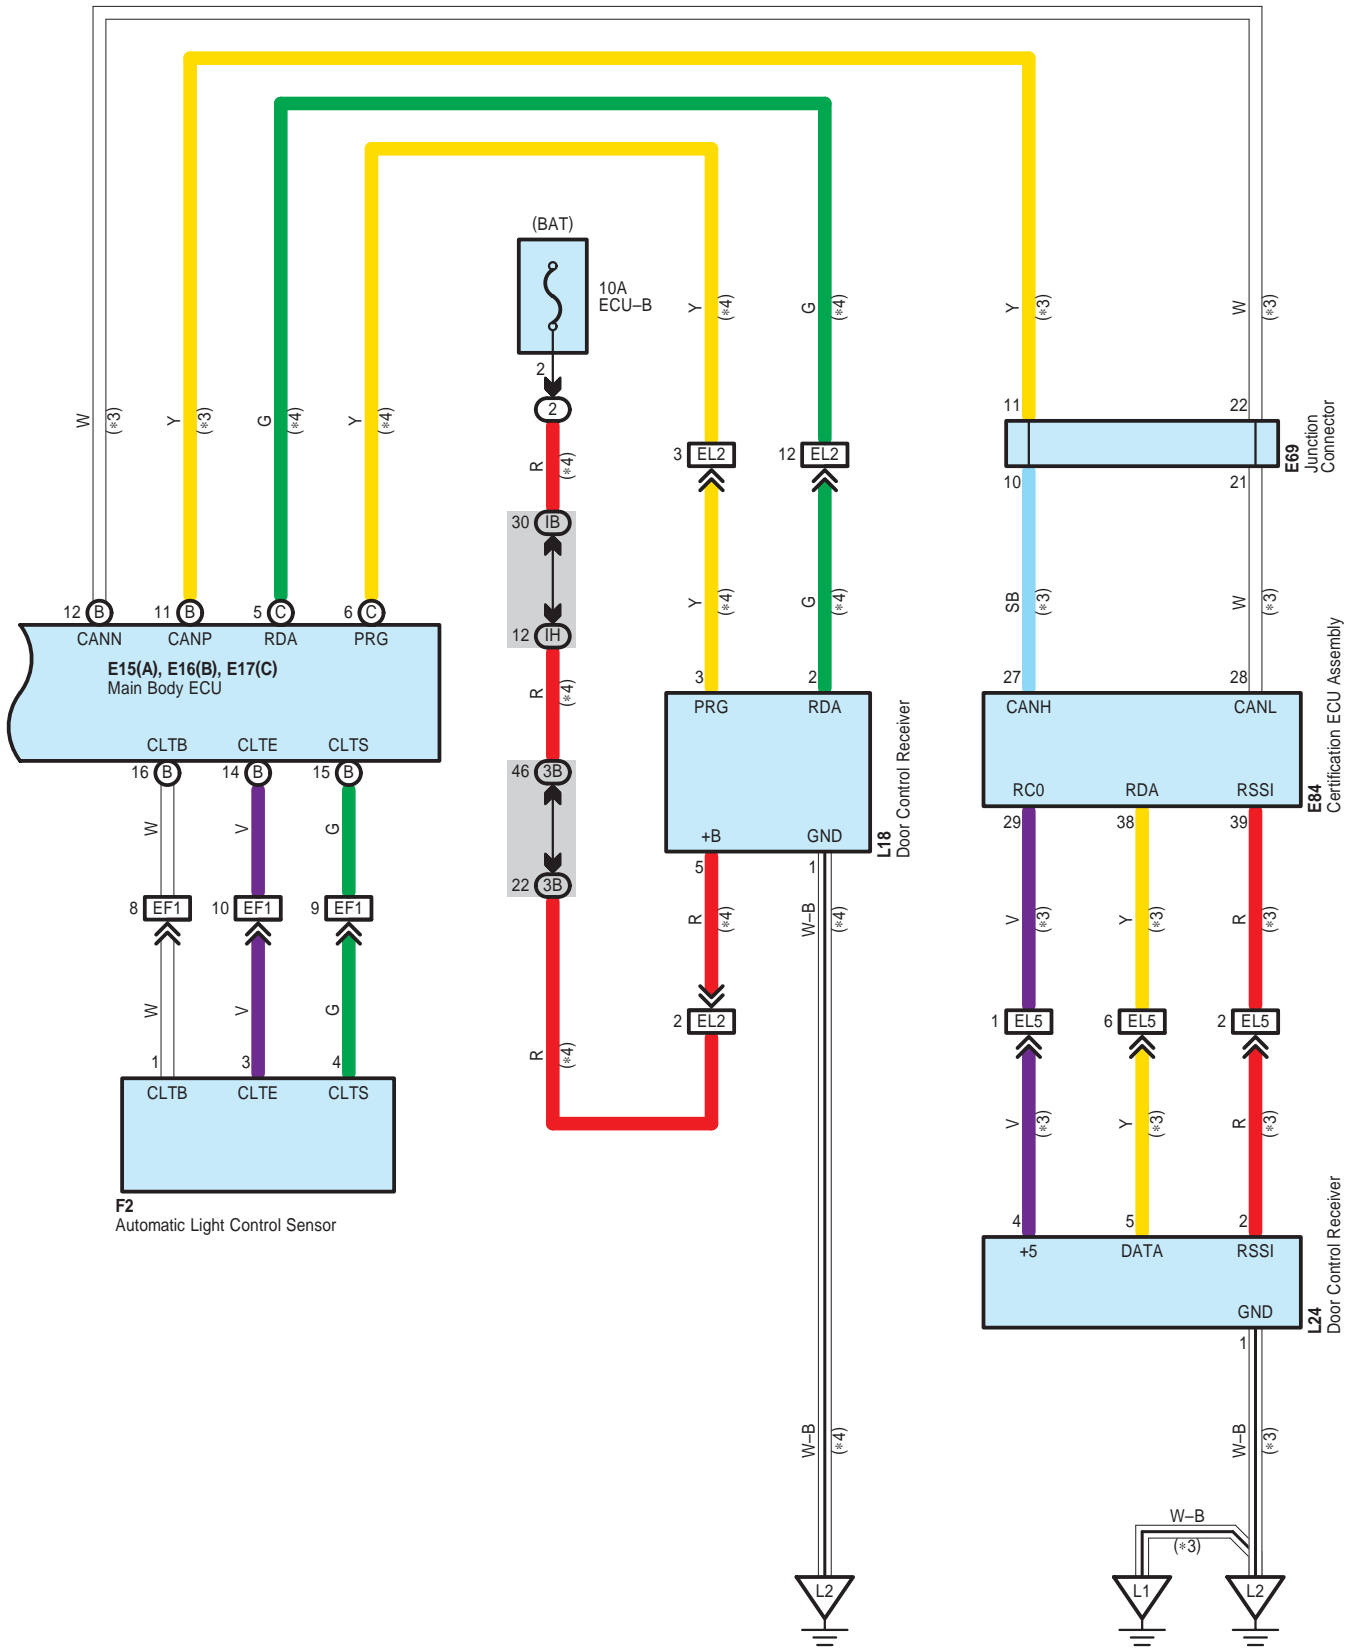 (BAT)
10A
ECU–B
2
2
W
(*3)
Y
(*3)
G
(*4)
Y
(*4)
R
(*4)
Y
(*4)
G
(*4)
Y
(*3)
W
(*3)
3 EL2
12 EL2
11
22
E69
Junction
Connector
10
21
30 IB
12 IH
R
(*4)
Y
(*4)
G
(*4)
SB
(*3)
W
(*3)
12 B
11 B
5 C
6 C
CANN
CANP
RDA
PRG
E15(A), E16(B), E17(C)
Main Body ECU
CLTB
CLTE
CLTS
16 B
14 B
15 B
3
2
PRG
RDA
+B
GND
5
1
L18
Door Control Receiver
27
28
CANH
CANL
RC0
RDA
RSSI
29
38
39
E84
Certification ECU Assembly
46 3B
22 3B
W
V
G
8 EF1
10 EF1
9 EF1
W
V
G
1
3
4
CLTB
CLTE
CLTS
F2
Automatic Light Control Sensor
R
(*4)
R
(*4)
W–B
(*4)
2 EL2
V
(*3)
Y
(*3)
R
(*3)
1 EL5
6 EL5
2 EL5
V
(*3)
Y
(*3)
R
(*3)
4
5
2
+5
DATA
RSSI
GND
1
L24
Door Control Receiver
W–B
(*4)
W–B
(*3)
W–B
(*3)
L2
L1
L2